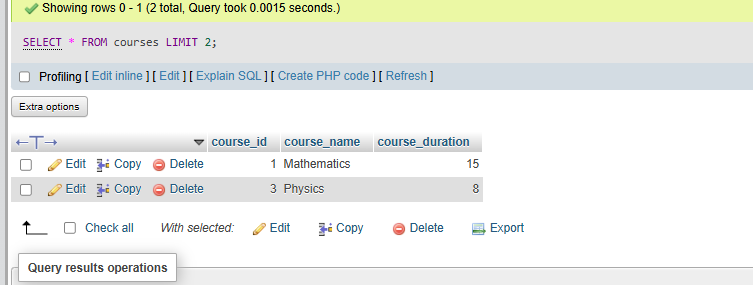 Showing rows 0 - 1 (2 total, Query took 0.0015 seconds.)
SELECT * FROM courses LIMIT 2;
Profiling [ Edit inline ] [ Edit ] [ Explain SQL ] [ Create PHP code ] [ Refresh ]
Extra options
←T→ course_id course_name course_duration
Edit Copy Delete 1 Mathematics 15
Edit Copy Delete 3 Physics 8
Check all With selected: Edit Copy Delete Export
Query results operations